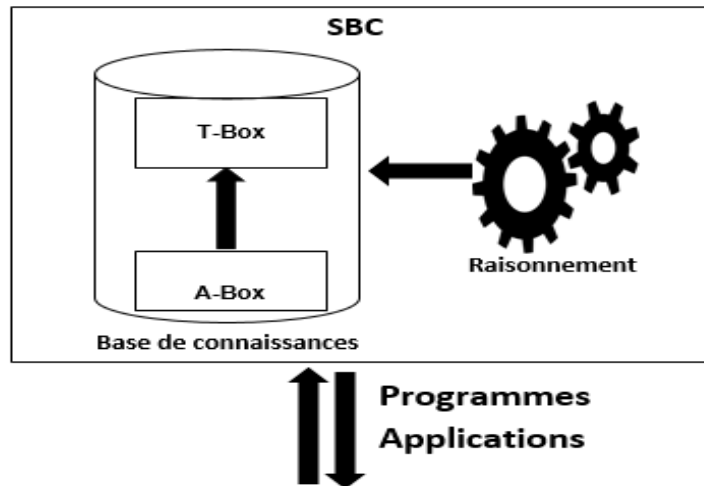 SBC
T-Box
A-Box
Raisonnement
Base de connaissances
Programmes
Applications